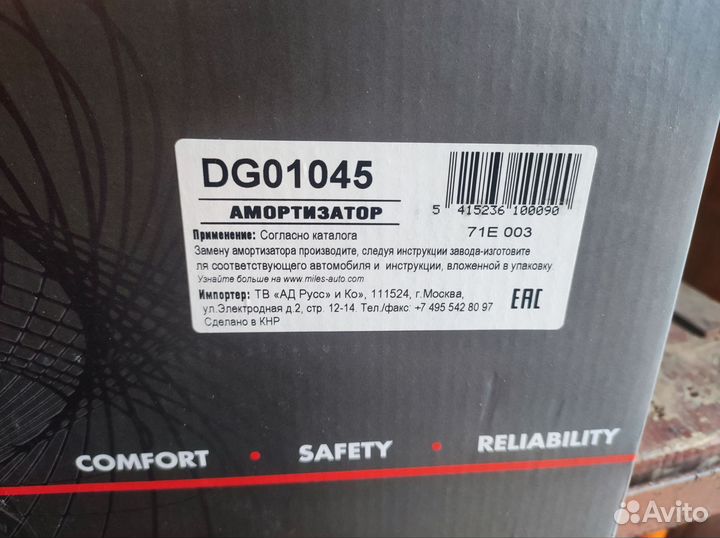 DG01045
АМОРТИЗАТОР
5 415236 100090
71E 003
Применение: Согласно каталога
Замену амортизатора производите, следуя инструкции завода-изготовите
ля соответствующего автомобиля и инструкции, вложенной в упаковку
Узнайте больше на www.miles-auto.com
Импортер: ТВ «АД Русс» и Ко», 111524, г.Москва,
ул.Электродная д.2, стр. 12-14. Тел./факс: +7 495 542 80 97
Сделано в КНР
EAC
COMFORT • SAFETY • RELIABILITY
Avito